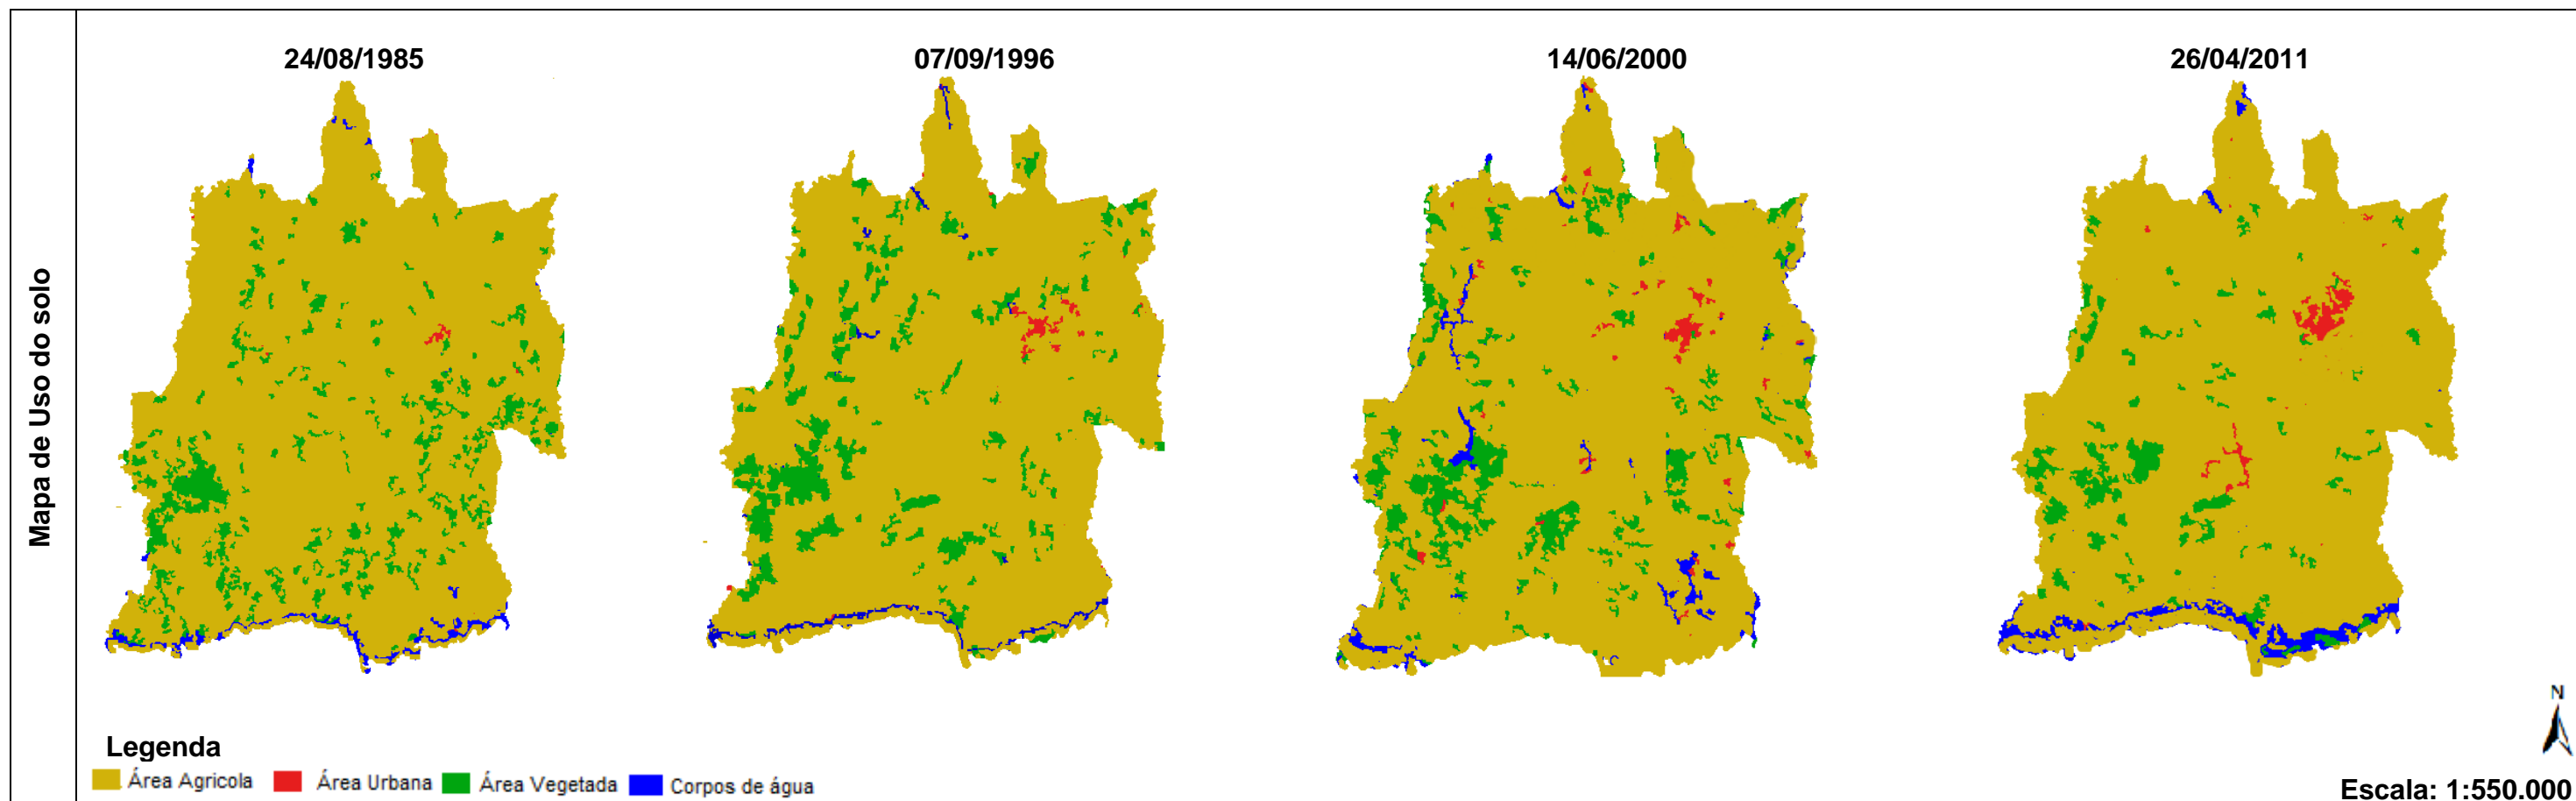 Mapa de Uso do solo
24/08/1985
07/09/1996
14/06/2000
26/04/2011
N
Legenda
Área Agricola
Área Urbana
Área Vegetada
Corpos de água
Escala: 1:550.000